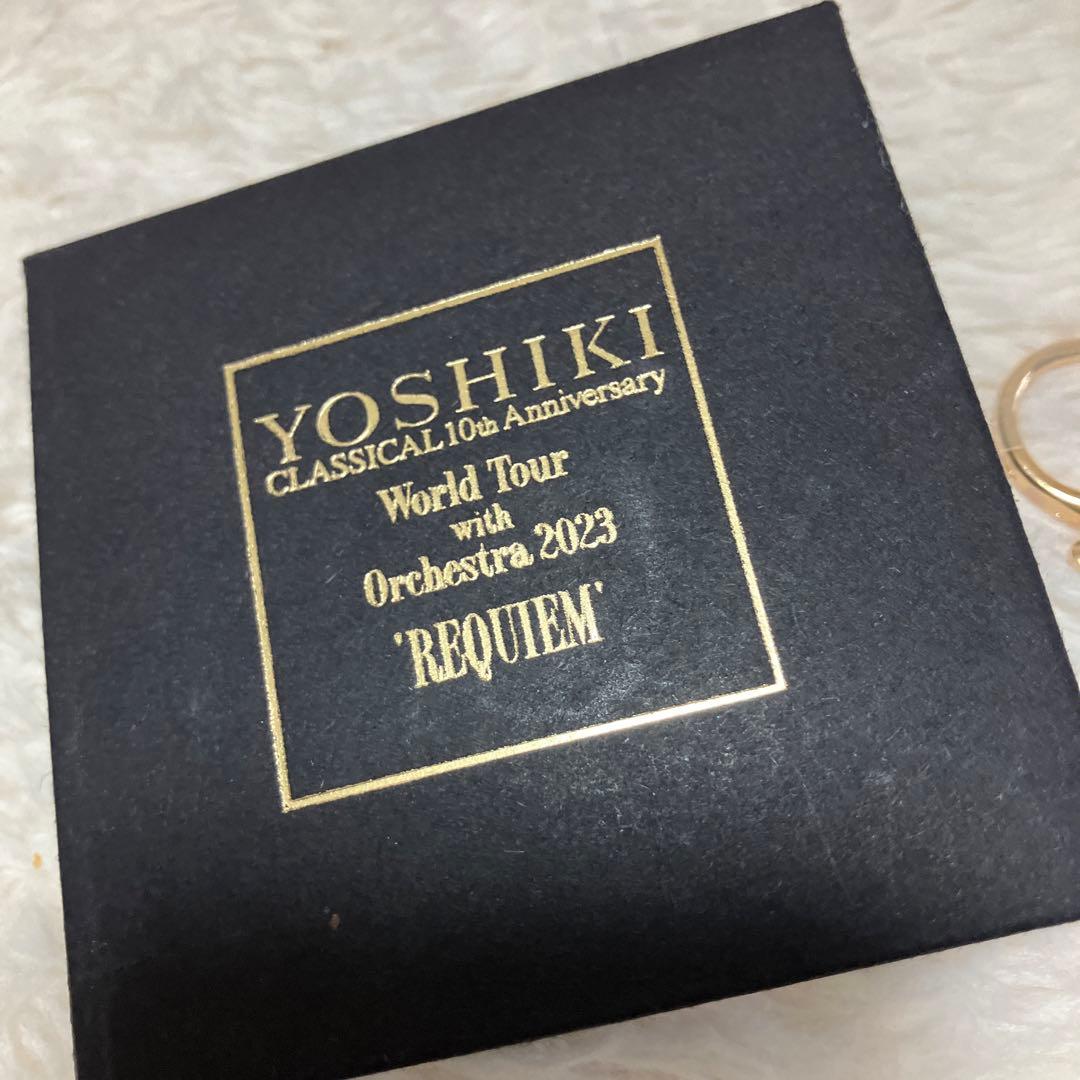 YOSHIKI
CLASSICAL 10th Anniversary
World Tour
with
Orchestra 2023
'REQUIEM'